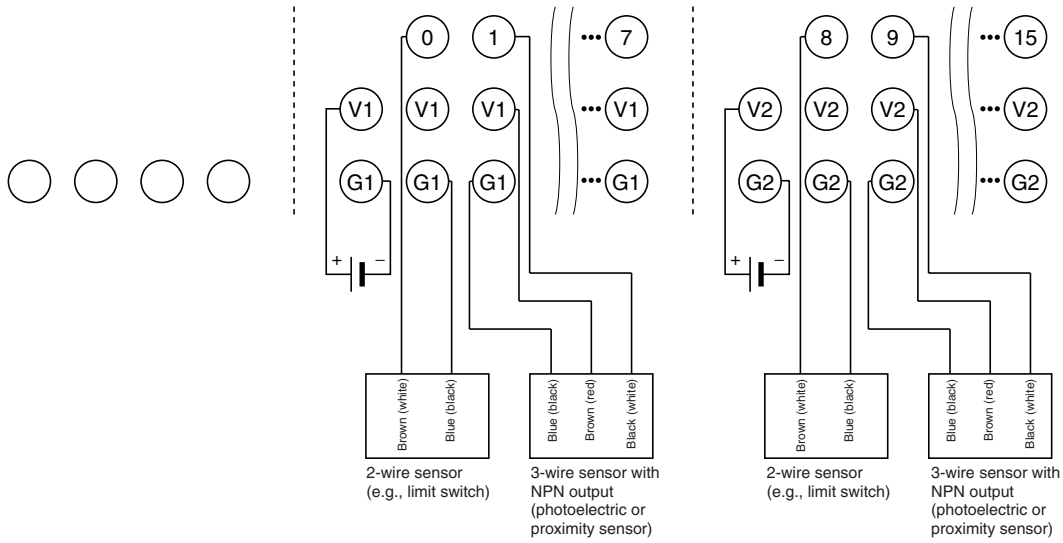 0 1 ••• 7 8 9 ••• 15
V1 V1 V1 ••• V1 V2 V2 V2 ••• V2
G1 G1 G1 ••• G1 G2 G2 G2 ••• G2
+ – + –
Brown (white)
Blue (black)
Blue (black)
Brown (red)
Black (white)
Brown (white)
Blue (black)
Blue (black)
Brown (red)
Black (white)
2-wire sensor
(e.g., limit switch)
3-wire sensor with
NPN output
(photoelectric or
proximity sensor)
2-wire sensor
(e.g., limit switch)
3-wire sensor with
NPN output
(photoelectric or
proximity sensor)